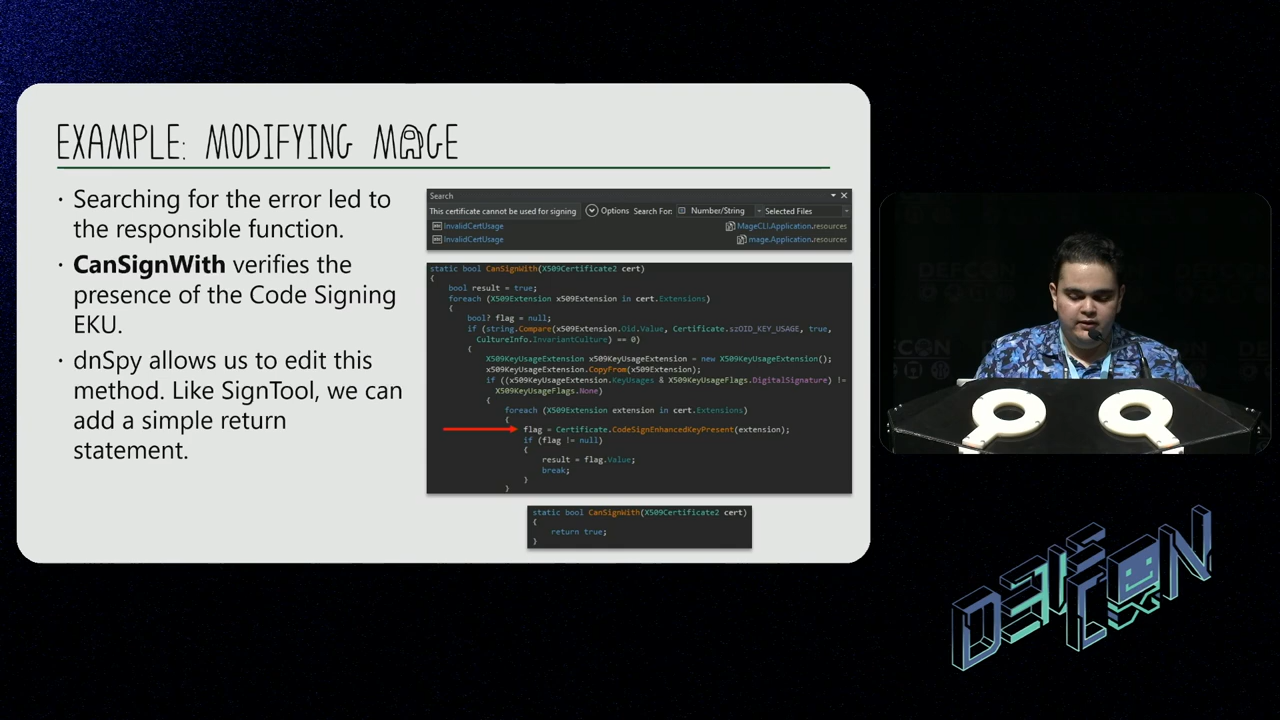 EXAMPLE: MODIFYING MAGE
· Searching for the error led to
the responsible function.
· CanSignWith verifies the
presence of the Code Signing
EKU.
· dnSpy allows us to edit this
method. Like SignTool, we can
add a simple return
statement.
Search
This certificate cannot be used for signing Options Search For: Number/String Selected Files
InvalidCertUsage MageCLI.Application.resources
InvalidCertUsage mage.Application.resources
static bool CanSignWith(X509Certificate2 cert)
{
bool result = true;
foreach (X509Extension x509Extension in cert.Extensions)
{
bool? flag = null;
if (string.Compare(x509Extension.Oid.Value, Certificate.szOID_KEY_USAGE, true,
CultureInfo.InvariantCulture) == 0)
{
X509KeyUsageExtension x509KeyUsageExtension = new X509KeyUsageExtension();
x509KeyUsageExtension.CopyFrom(x509Extension);
if ((x509KeyUsageExtension.KeyUsages & X509KeyUsageFlags.DigitalSignature) !=
X509KeyUsageFlags.None)
{
foreach (X509Extension extension in cert.Extensions)
{
flag = Certificate.CodeSignEnhancedKeyPresent(extension);
if (flag != null)
{
result = flag.Value;
break;
}
}
static bool CanSignWith(X509Certificate2 cert)
{
return true;
}
DEF CON